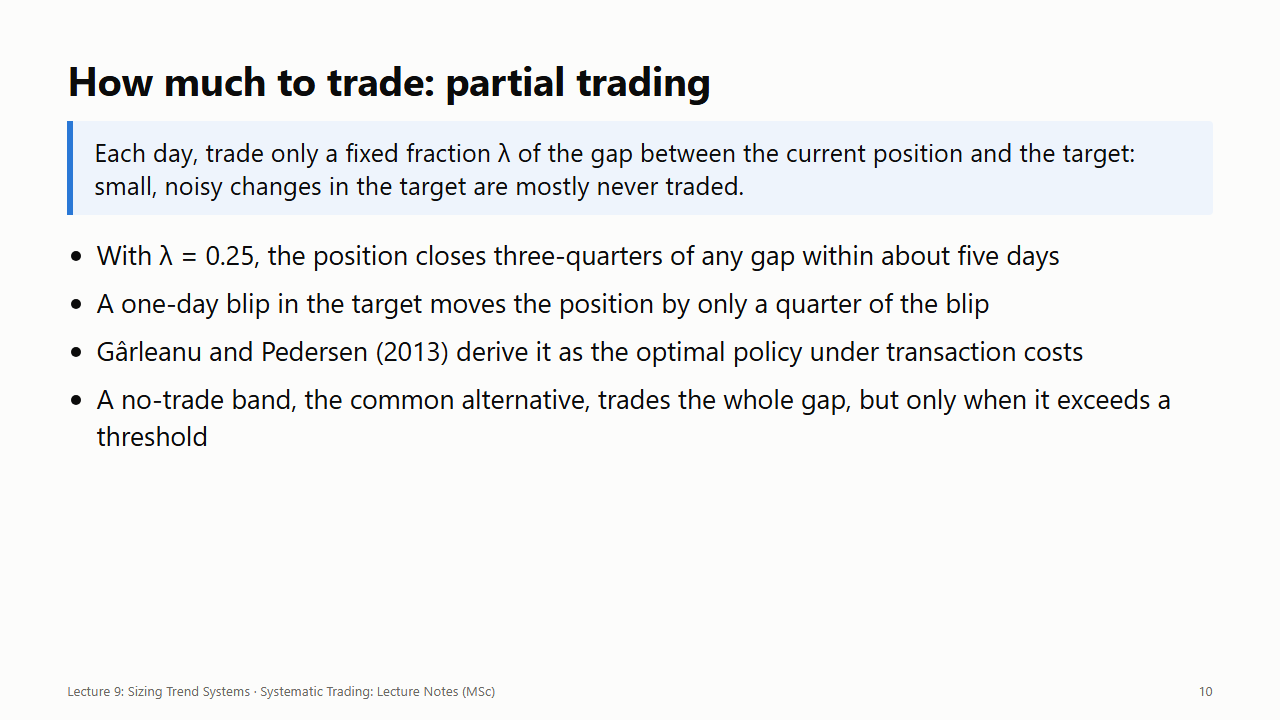 How much to trade: partial trading
Each day, trade only a fixed fraction λ of the gap between the current position and the target:
small, noisy changes in the target are mostly never traded.
• With λ = 0.25, the position closes three-quarters of any gap within about five days
• A one-day blip in the target moves the position by only a quarter of the blip
• Gârleanu and Pedersen (2013) derive it as the optimal policy under transaction costs
• A no-trade band, the common alternative, trades the whole gap, but only when it exceeds a
threshold
Lecture 9: Sizing Trend Systems · Systematic Trading: Lecture Notes (MSc)
10